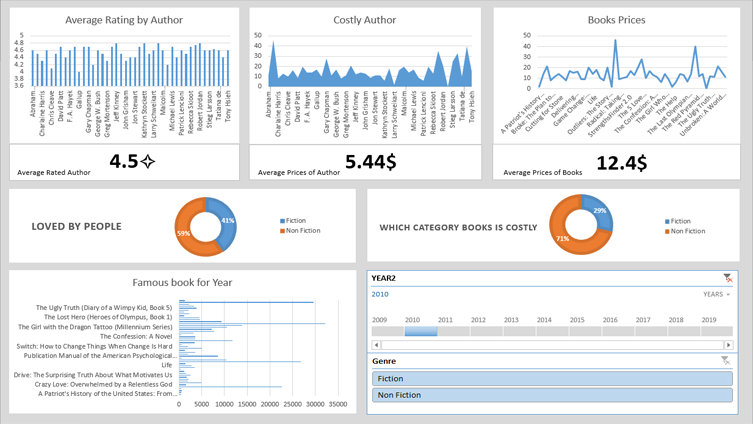 Average Rating by Author
5
4.8
4.6
4.4
4.2
4
3.8
3.6
Abraham…
Charlaine Harris
Chris Cleave
David Platt
F. A. Hayek
Gallup
Gary Chapman
George W. Bush
Greg Mortenson
Jeff Kinney
John Grisham
Jon Stewart
Kathryn Stockett
Larry Schweikart
Malcolm…
Michael Lewis
Patrick Lencioni
Rebecca Skloot
Robert Jordan
Stieg Larsson
Tatiana de…
Tony Hsieh
4.5
Average Rated Author
Costly Author
50
40
30
20
10
0
Abraham…
Charlaine Harris
Chris Cleave
David Platt
F. A. Hayek
Gallup
Gary Chapman
George W. Bush
Greg Mortenson
Jeff Kinney
John Grisham
Jon Stewart
Kathryn Stockett
Larry Schweikart
Malcolm…
Michael Lewis
Patrick Lencioni
Rebecca Skloot
Robert Jordan
Stieg Larsson
Tatiana de…
Tony Hsieh
5.44$
Average Prices of Author
Books Prices
50
40
30
20
10
0
A Patriot's History…
Broke: The Plan to…
Cutting for Stone
Delivering…
Game Change:…
Life
Outliers: The Story…
Radical: Taking…
StrengthsFinder 2.0
The 5 Love…
The Confession: A…
The Girl Who…
The Help
The Last Olympian…
The Red Pyramid…
The Ugly Truth…
Unbroken: A World…
12.4$
Average Prices of Books
LOVED BY PEOPLE
41%
59%
Fiction
Non Fiction
WHICH CATEGORY BOOKS IS COSTLY
29%
71%
Fiction
Non Fiction
Famous book for Year
The Ugly Truth (Diary of a Wimpy Kid, Book 5)
The Lost Hero (Heroes of Olympus, Book 1)
The Girl with the Dragon Tattoo (Millennium Series)
The Confession: A Novel
Switch: How to Change Things When Change Is Hard
Publication Manual of the American Psychological…
Life
Drive: The Surprising Truth About What Motivates Us
Crazy Love: Overwhelmed by a Relentless God
A Patriot's History of the United States: From…
0 5000 10000 15000 20000 25000 30000 35000
YEAR2
2010
YEARS
2009 2010 2011 2012 2013 2014 2015 2016 2017 2018 2019
Genre
Fiction
Non Fiction